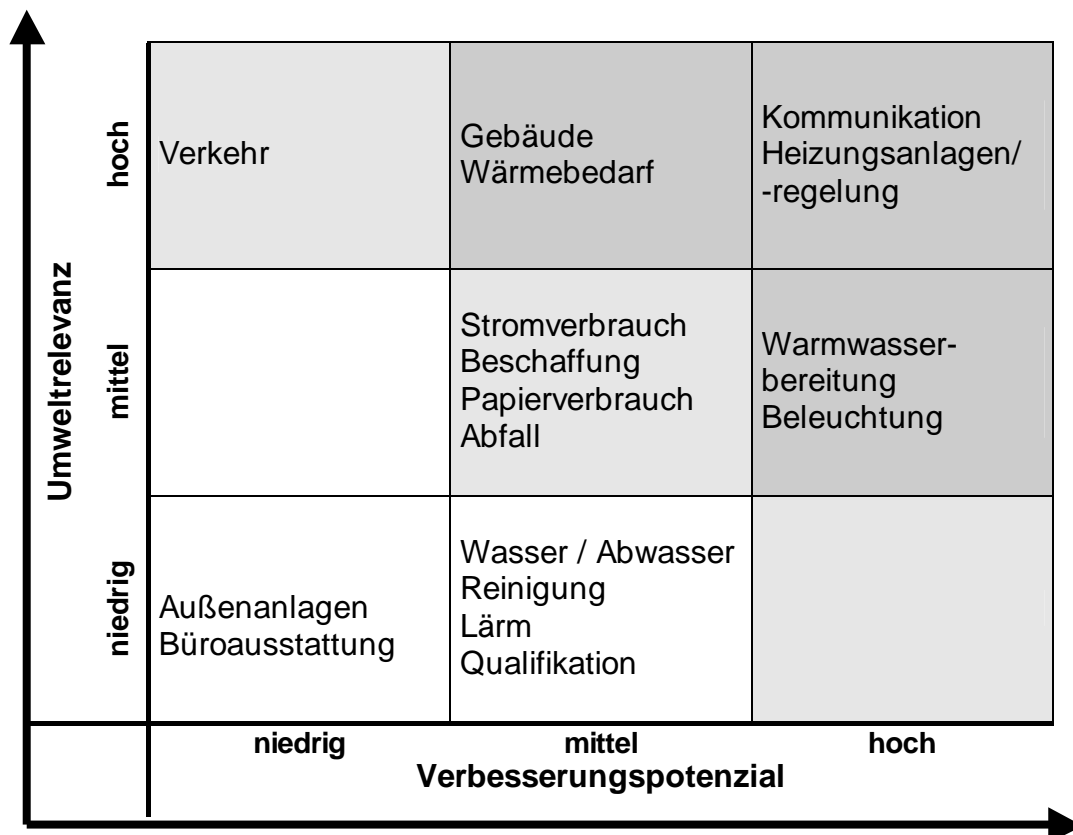 Umweltrelevanz
hoch
Verkehr
Gebäude
Wärmebedarf
Kommunikation
Heizungsanlagen/
-regelung
mittel
Stromverbrauch
Beschaffung
Papierverbrauch
Abfall
Warmwasser-
bereitung
Beleuchtung
niedrig
Außenanlagen
Büroausstattung
Wasser / Abwasser
Reinigung
Lärm
Qualifikation
niedrig
mittel
hoch
Verbesserungspotenzial